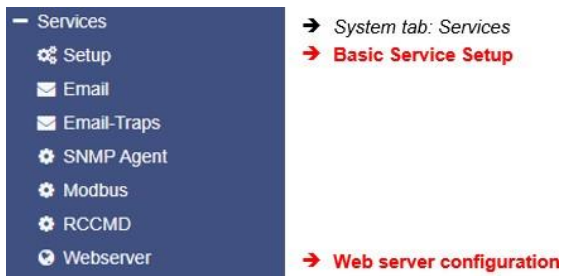 Services ➔ System tab: Services
Setup ➔ Basic Service Setup
Email
Email-Traps
SNMP Agent
Modbus
RCCMD
Webserver ➔ Web server configuration